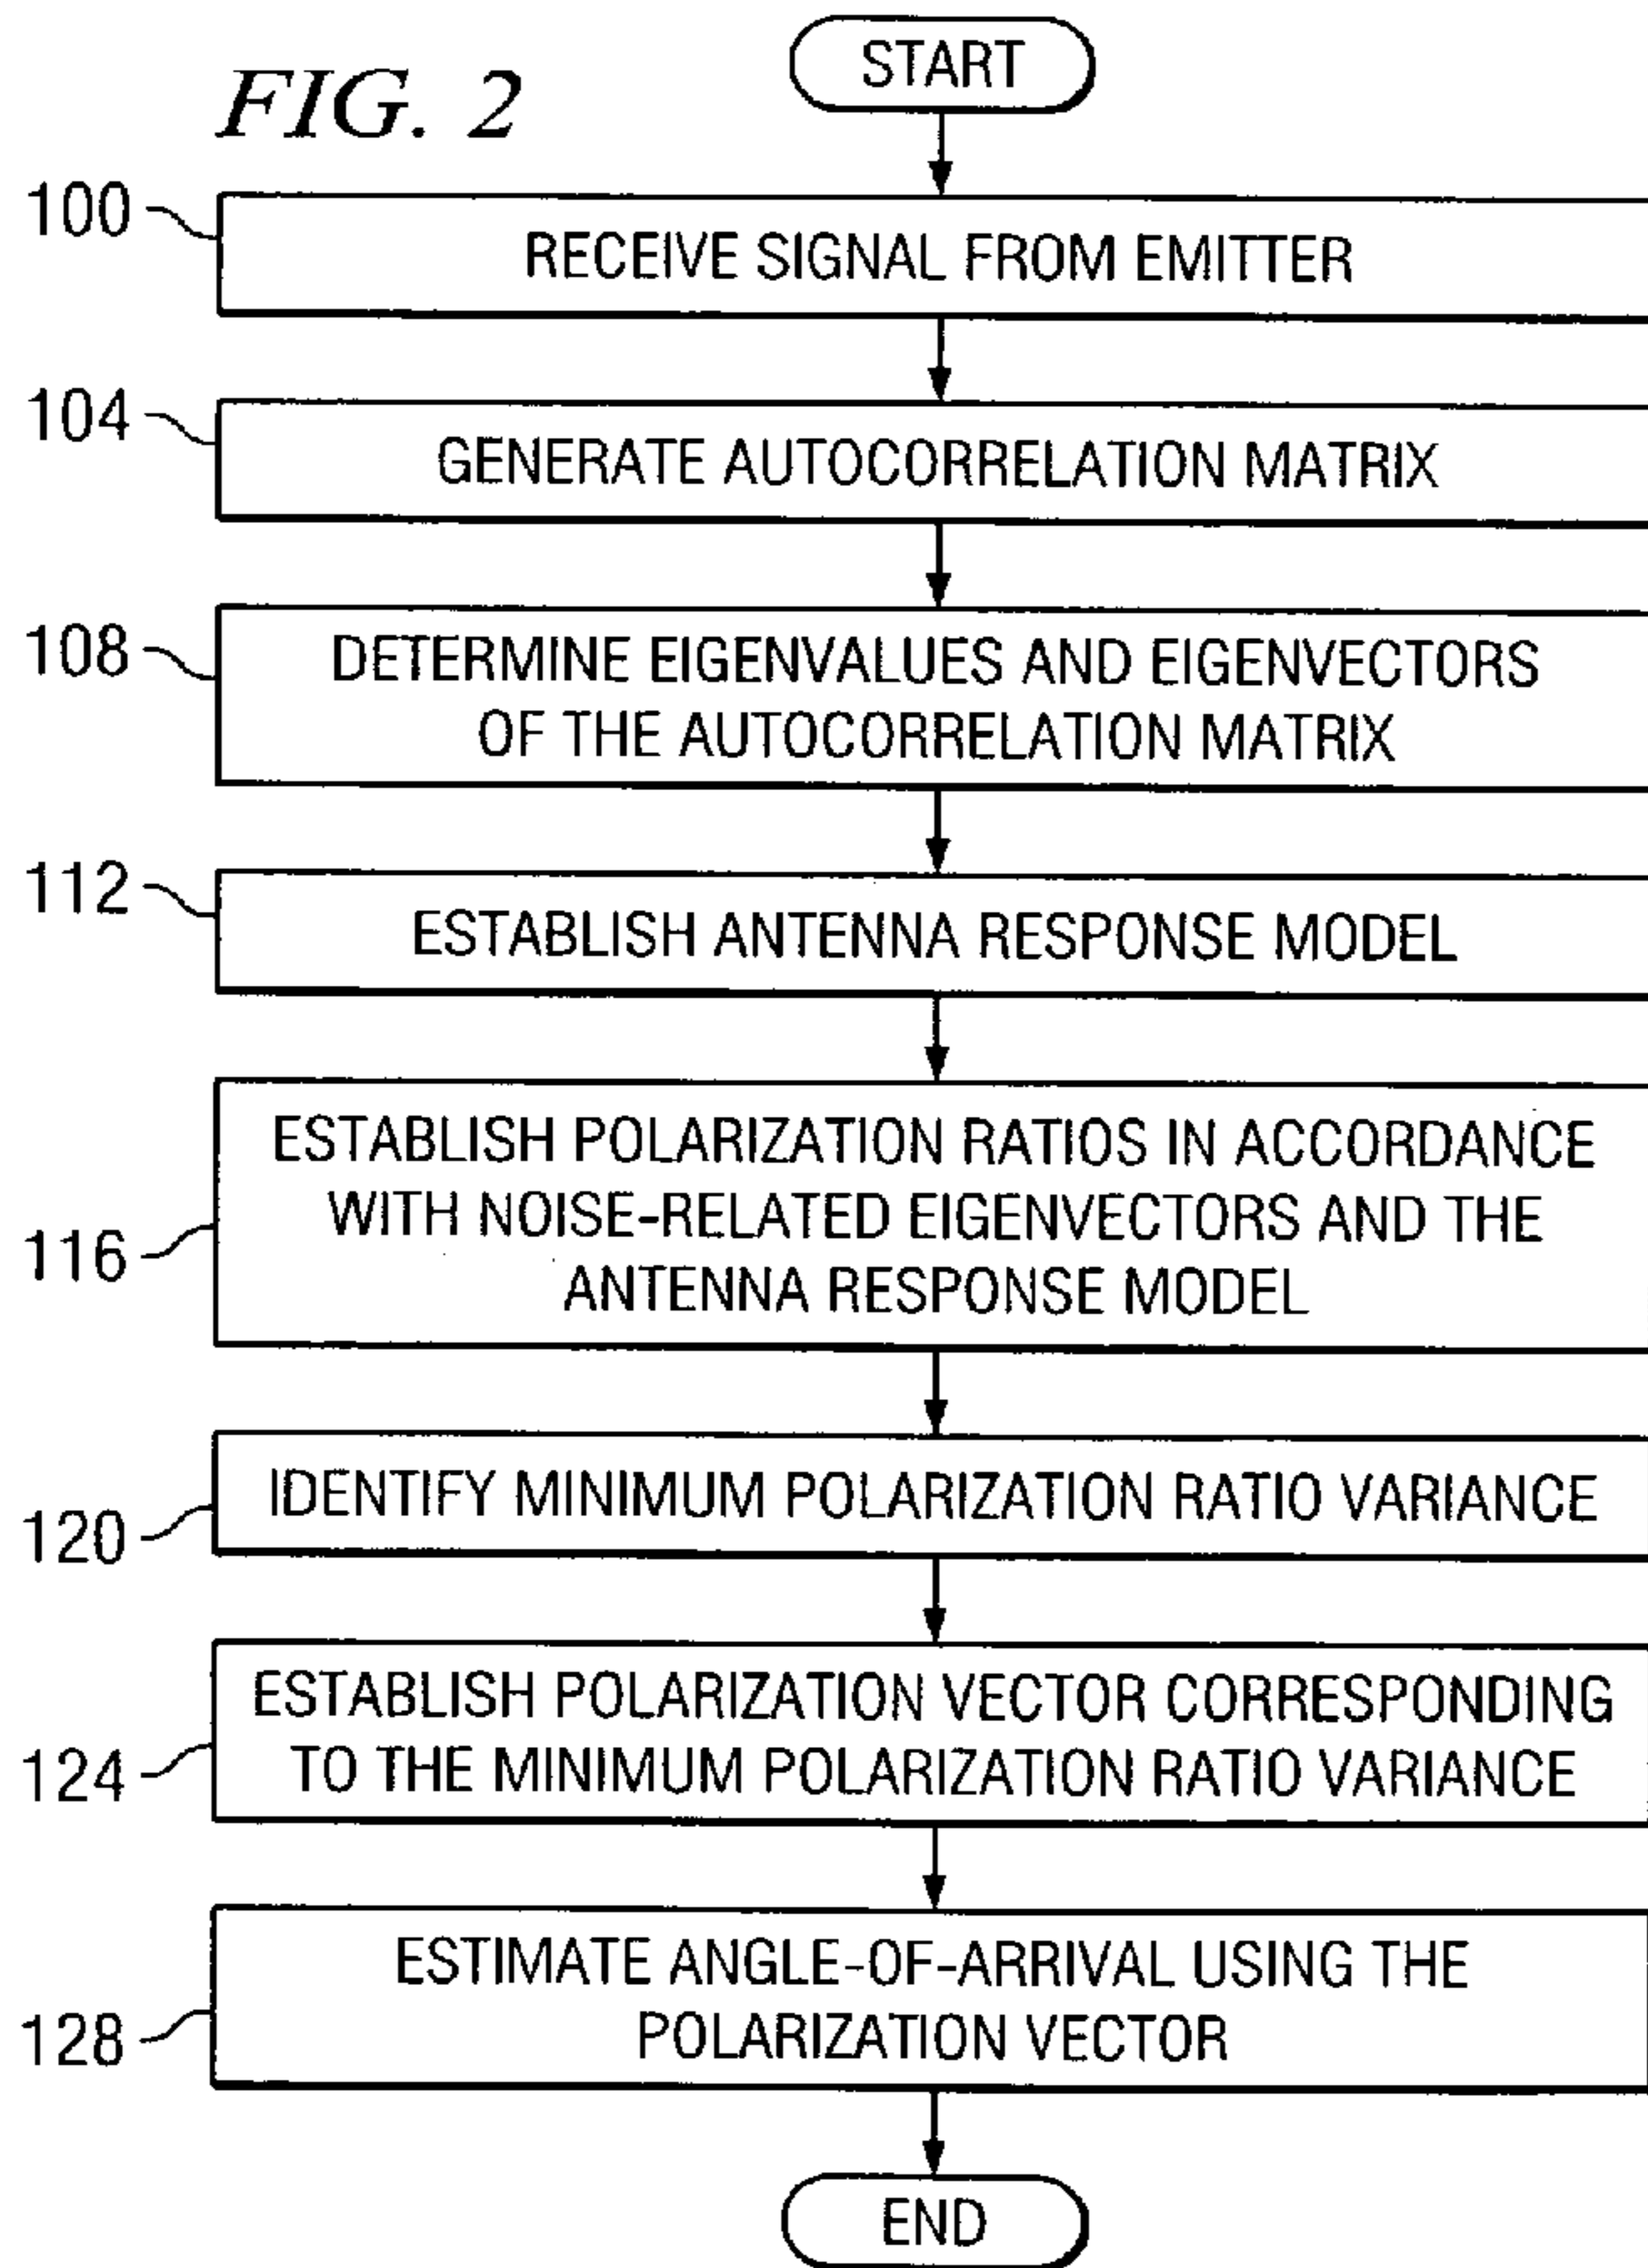 FIG. 2
START
100
RECEIVE SIGNAL FROM EMITTER
104
GENERATE AUTOCORRELATION MATRIX
108
DETERMINE EIGENVALUES AND EIGENVECTORS
OF THE AUTOCORRELATION MATRIX
112
ESTABLISH ANTENNA RESPONSE MODEL
116
ESTABLISH POLARIZATION RATIOS IN ACCORDANCE
WITH NOISE-RELATED EIGENVECTORS AND THE
ANTENNA RESPONSE MODEL
120
IDENTIFY MINIMUM POLARIZATION RATIO VARIANCE
124
ESTABLISH POLARIZATION VECTOR CORRESPONDING
TO THE MINIMUM POLARIZATION RATIO VARIANCE
128
ESTIMATE ANGLE-OF-ARRIVAL USING THE
POLARIZATION VECTOR
END